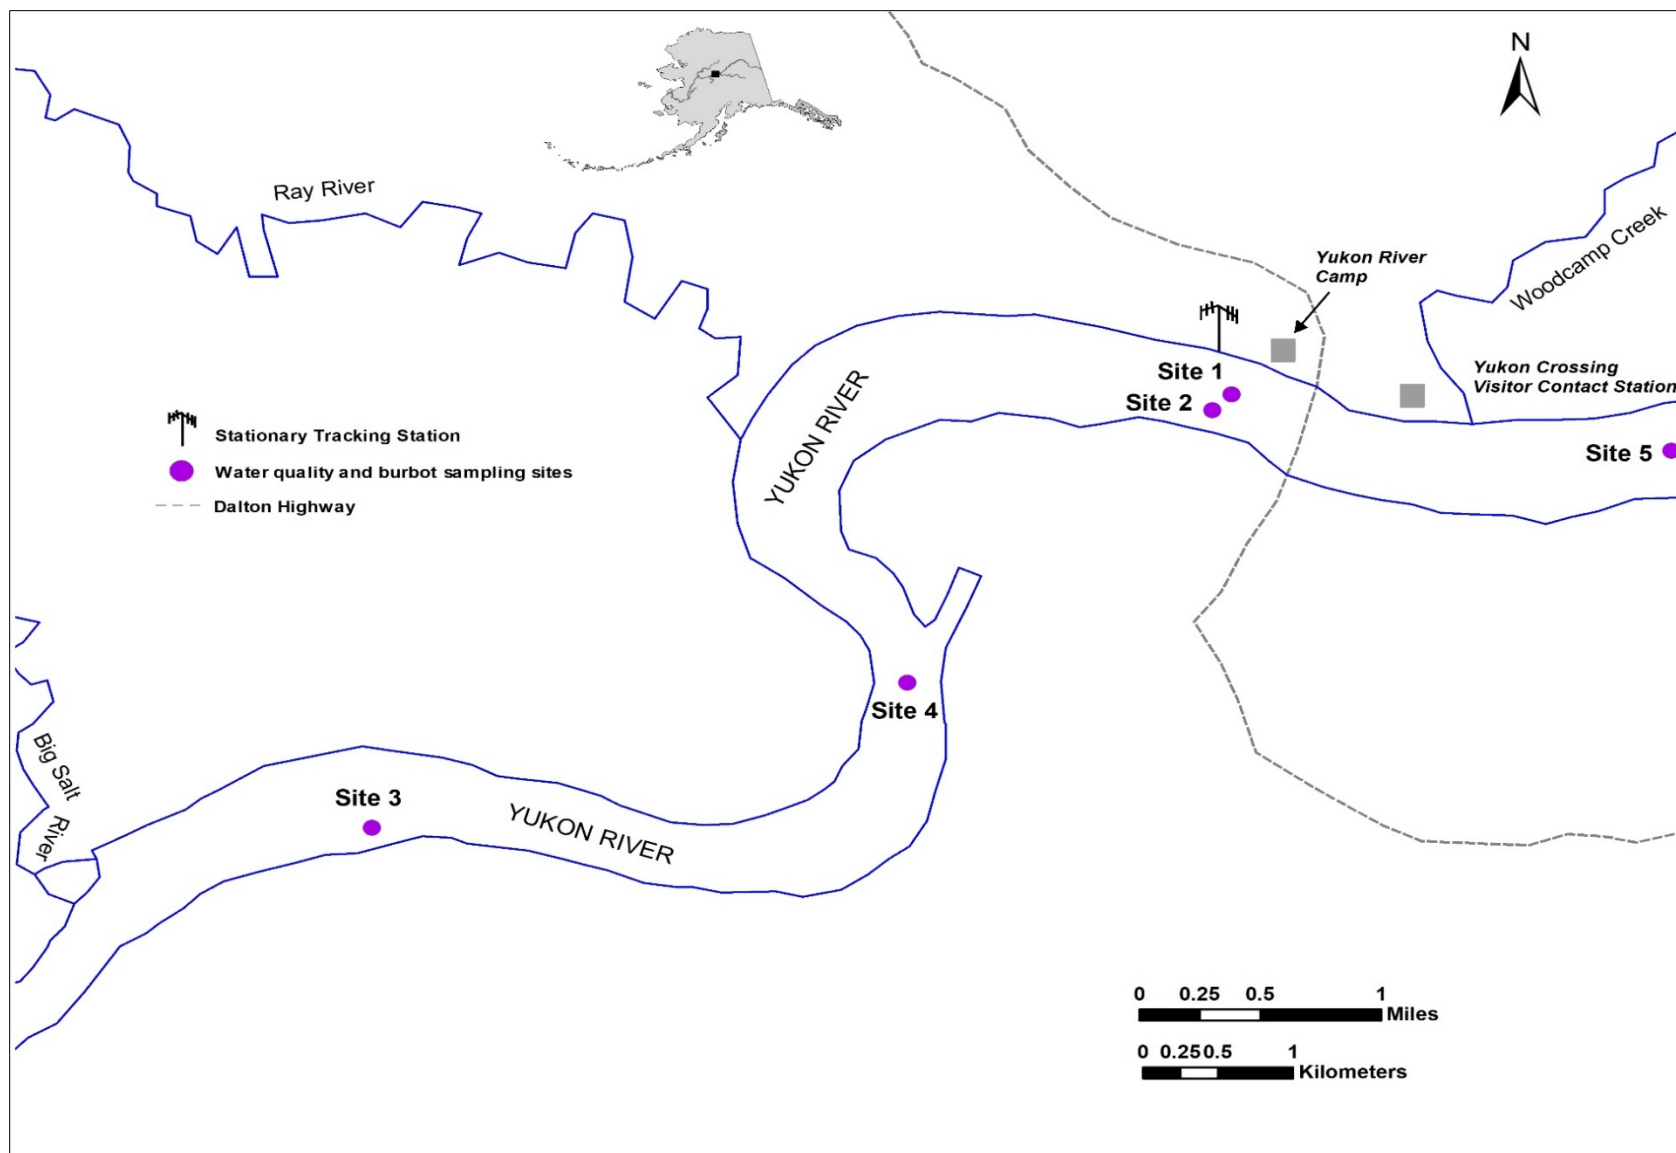 N
Ray River
Yukon River
Camp
Woodcamp Creek
Yukon Crossing
Visitor Contact Station
Site 1
Site 2
Site 5
YUKON RIVER
Stationary Tracking Station
Water quality and burbot sampling sites
Dalton Highway
Site 4
Big Salt
River
Site 3
YUKON RIVER
0 0.25 0.5 1
Miles
0 0.25 0.5 1
Kilometers